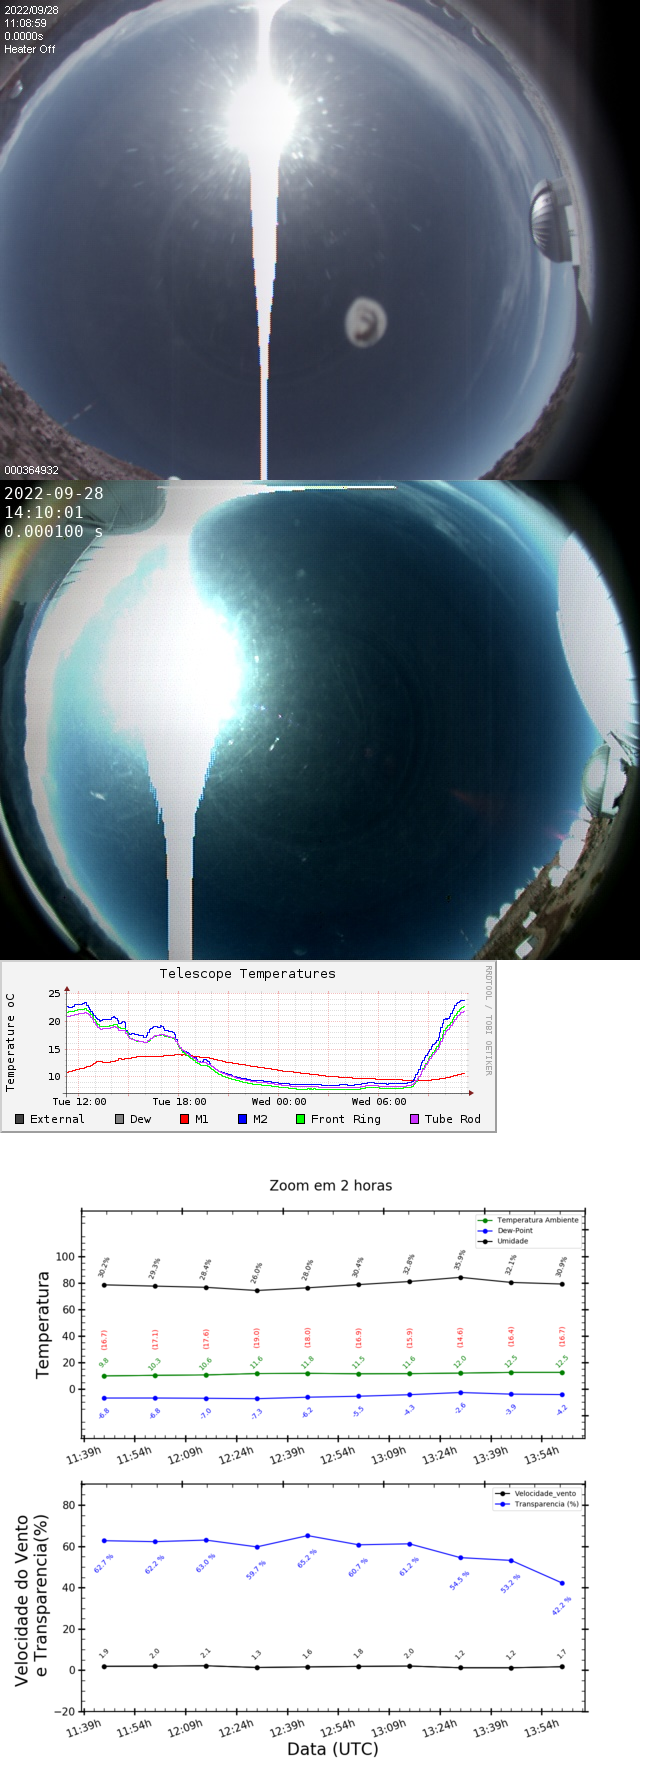 2022/09/28
11:08:59
0.0000s
Heater Off
000364932
2022-09-28
14:10:01
0.000100 s
Telescope Temperatures
RRDTOOL / TOBI OETIKER
Temperature oC
25
20
15
10
Tue 12:00 Tue 18:00 Wed 00:00 Wed 06:00
External Dew M1 M2 Front Ring Tube Rod
Zoom em 2 horas
Temperatura Ambiente
Dew-Point
Umidade
Temperatura
100
80
60
40
20
0
30.2% 29.3% 28.4% 26.0% 28.0% 30.4% 32.8% 35.9% 32.1% 30.9%
(16.7) (17.1) (17.6) (19.0) (18.0) (16.9) (15.9) (14.6) (16.4) (16.7)
9.8 10.3 10.6 11.6 11.8 11.5 11.6 12.0 12.5 12.5
-6.8 -6.8 -7.0 -7.3 -6.2 -5.5 -4.3 -2.6 -3.9 -4.2
11:39h 11:54h 12:09h 12:24h 12:39h 12:54h 13:09h 13:24h 13:39h 13:54h
Velocidade_vento
Transparencia (%)
Velocidade do Vento
e Transparencia(%)
80
60
40
20
0
−20
62.7 % 62.2 % 63.0 % 59.7 % 65.2 % 60.7 % 61.2 % 54.5 % 53.2 % 42.2 %
1.9 2.0 2.1 1.3 1.6 1.8 2.0 1.2 1.2 1.7
11:39h 11:54h 12:09h 12:24h 12:39h 12:54h 13:09h 13:24h 13:39h 13:54h
Data (UTC)